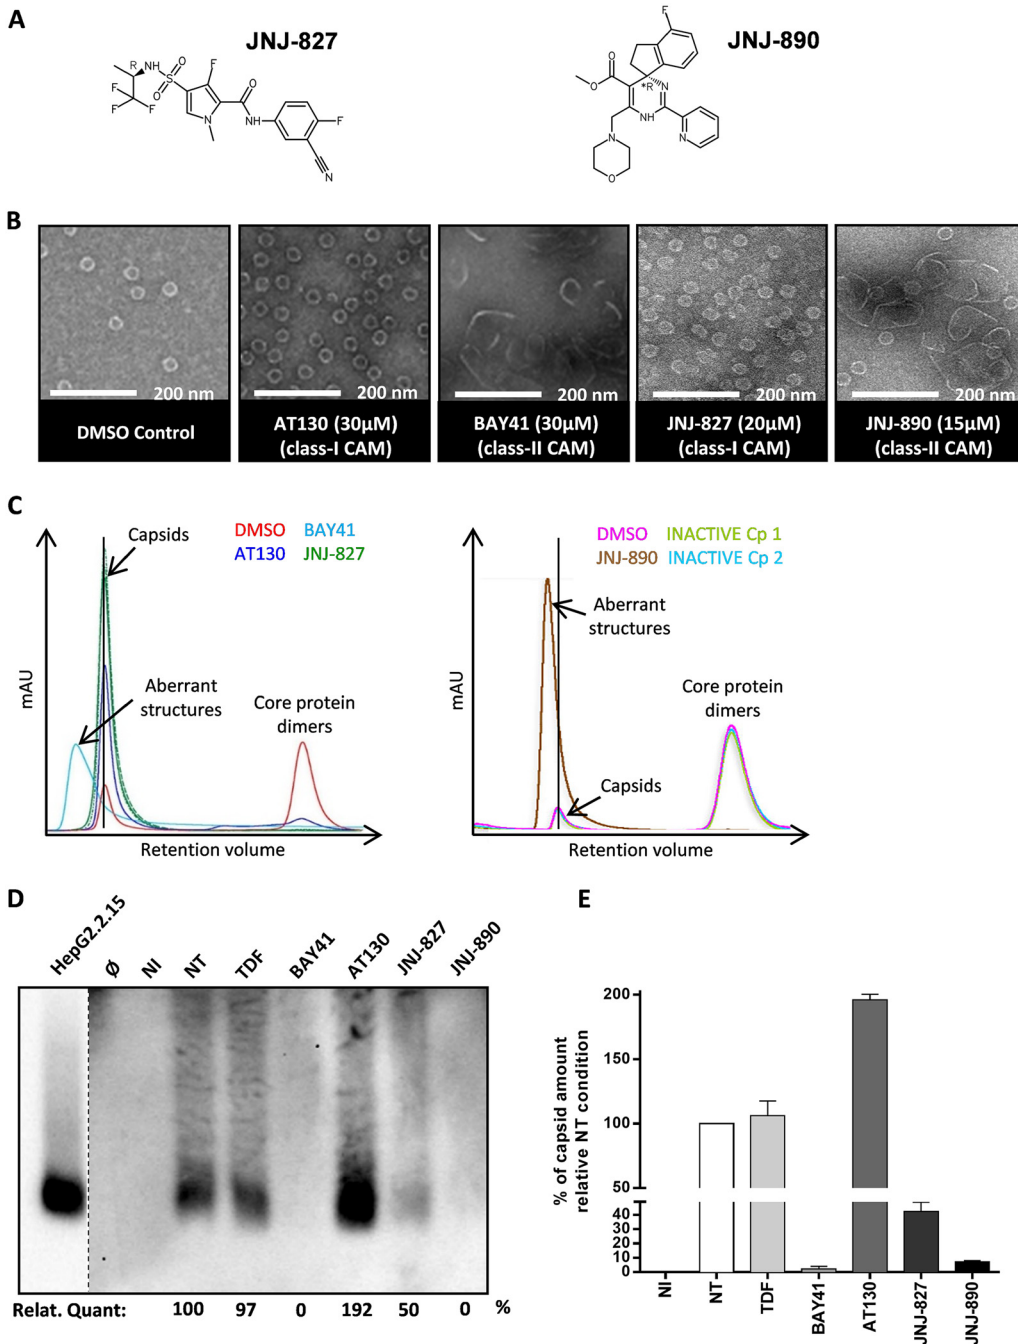 A
JNJ-827
JNJ-890
R
NH
O
S
O
F
F
F
F
N
CH₃
O
NH
F
N
F
O
O
*R
N
NH
N
N
O
B
200 nm
200 nm
200 nm
200 nm
200 nm
DMSO Control
AT130 (30µM)
(class-I CAM)
BAY41 (30µM)
(class-II CAM)
JNJ-827 (20µM)
(class-I CAM)
JNJ-890 (15µM)
(class-II CAM)
C
Capsids
DMSO BAY41
AT130 JNJ-827
Aberrant
structures
Core protein
dimers
mAU
Retention volume
DMSO INACTIVE Cp 1
JNJ-890 INACTIVE Cp 2
Aberrant
structures
Core protein
dimers
Capsids
mAU
Retention volume
D
HepG2.2.15
Ø
NI
NT
TDF
BAY41
AT130
JNJ-827
JNJ-890
Relat. Quant: 100 97 0 192 50 0 %
E
% of capsid amount
relative NT condition
200
150
100
50
40
30
20
10
0
NI
NT
TDF
BAY41
AT130
JNJ-827
JNJ-890